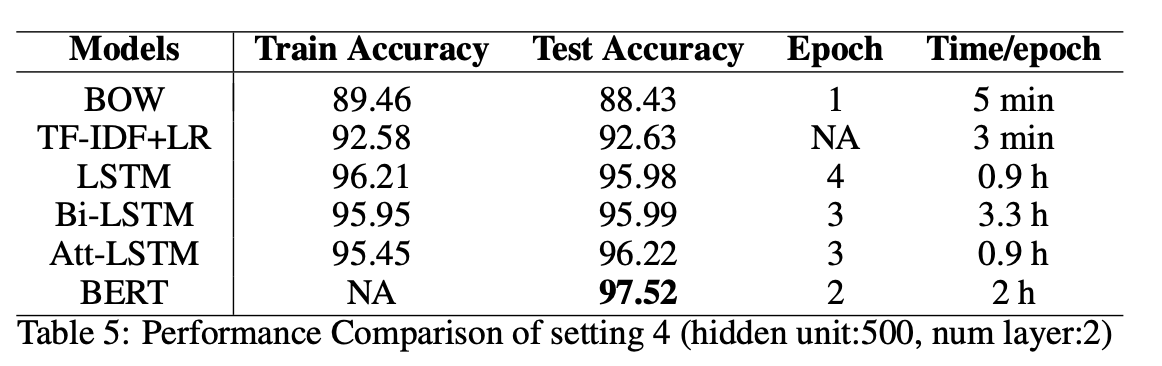 Models Train Accuracy Test Accuracy Epoch Time/epoch
BOW 89.46 88.43 1 5 min
TF-IDF+LR 92.58 92.63 NA 3 min
LSTM 96.21 95.98 4 0.9 h
Bi-LSTM 95.95 95.99 3 3.3 h
Att-LSTM 95.45 96.22 3 0.9 h
BERT NA 97.52 2 2 h
Table 5: Performance Comparison of setting 4 (hidden unit:500, num layer:2)